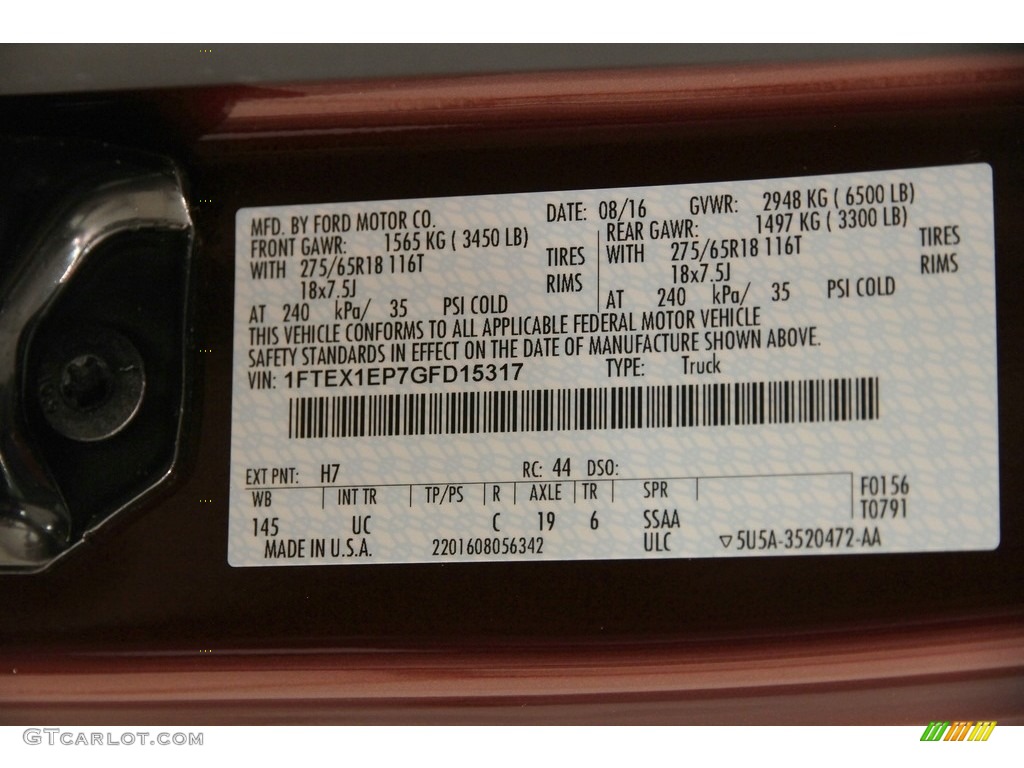 MFD. BY FORD MOTOR CO. DATE: 08/16 GVWR: 2948 KG ( 6500 LB)
FRONT GAWR: 1565 KG ( 3450 LB) REAR GAWR: 1497 KG ( 3300 LB)
WITH 275/65R18 116T TIRES WITH 275/65R18 116T TIRES
18x7.5J RIMS 18x7.5J RIMS
AT 240 kPa/ 35 PSI COLD AT 240 kPa/ 35 PSI COLD
THIS VEHICLE CONFORMS TO ALL APPLICABLE FEDERAL MOTOR VEHICLE
SAFETY STANDARDS IN EFFECT ON THE DATE OF MANUFACTURE SHOWN ABOVE.
VIN: 1FTEX1EP7GFD15317 TYPE: Truck
EXT PNT: H7 RC: 44 DSO:
WB INT TR TP/PS R AXLE TR SPR F0156
T0791
145 UC C 19 6 SSAA
MADE IN U.S.A. 2201608056342 ULC ▽5U5A-3520472-AA
GTCARLOT.COM